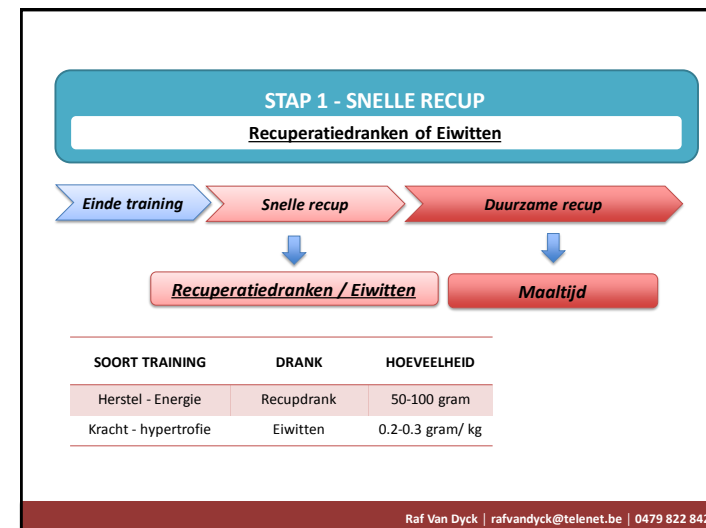 STAP 1 - SNELLE RECUP
Recuperatiedranken of Eiwitten
Einde training
Snelle recup
Duurzame recup
Recuperatiedranken / Eiwitten
Maaltijd
SOORT TRAINING DRANK HOEVEELHEID
Herstel - Energie Recupdrank 50-100 gram
Kracht - hypertrofie Eiwitten 0.2-0.3 gram/ kg
Raf Van Dyck | rafvandyck@telenet.be | 0479 822 842